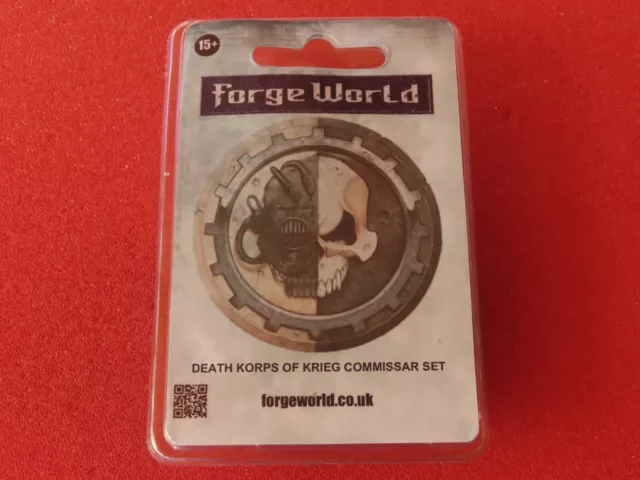 15+
Forge World
DEATH KORPS OF KRIEG COMMISSAR SET
forgeworld.co.uk